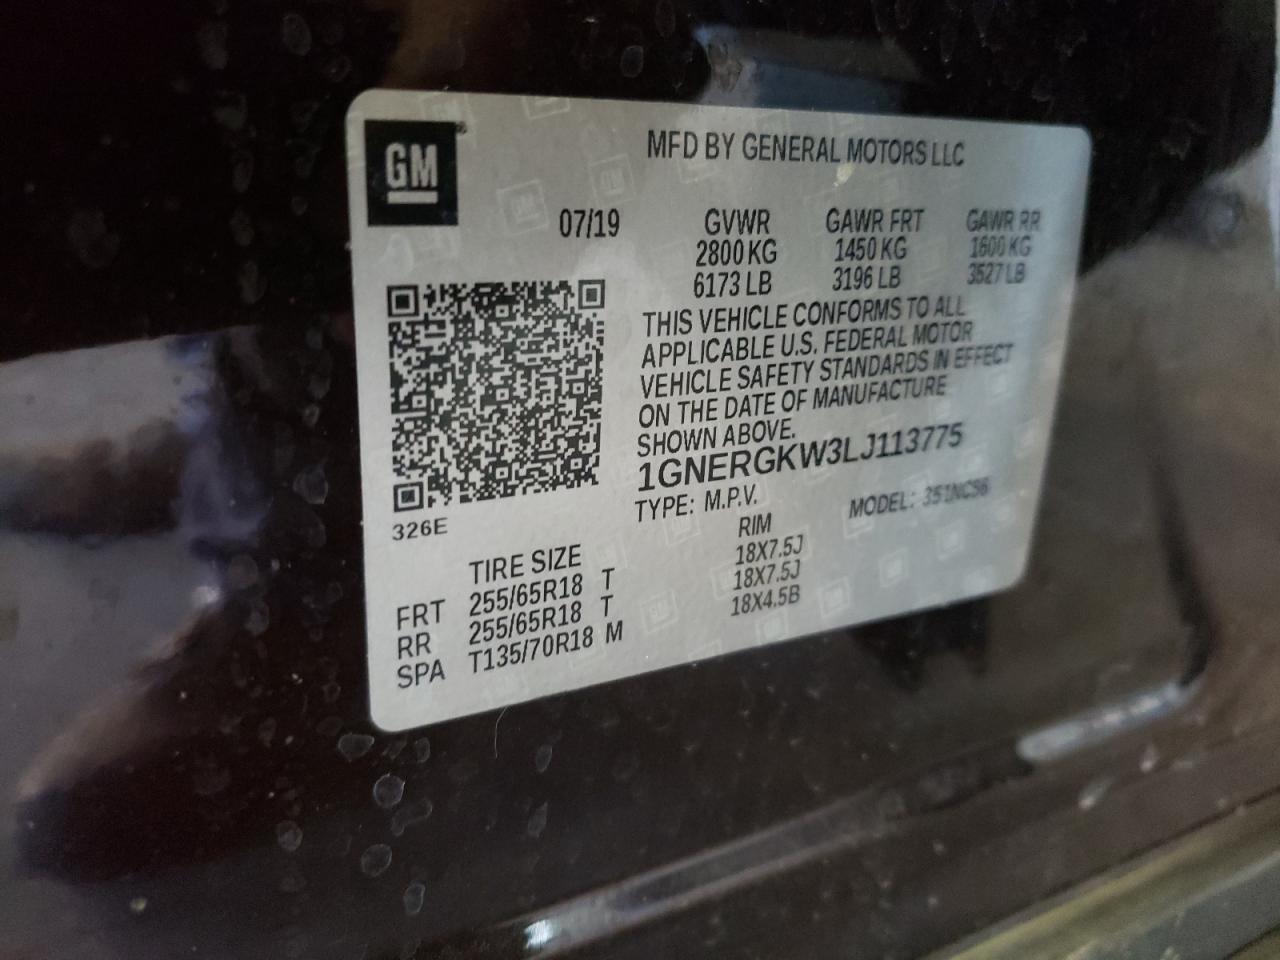 GM
MFD BY GENERAL MOTORS LLC
07/19 GVWR GAWR FRT GAWR RR
2800 KG 1450 KG 1600 KG
6173 LB 3196 LB 3527 LB
THIS VEHICLE CONFORMS TO ALL
APPLICABLE U.S. FEDERAL MOTOR
VEHICLE SAFETY STANDARDS IN EFFECT
ON THE DATE OF MANUFACTURE
SHOWN ABOVE.
1GNERGKW3LJ113775
TYPE: M.P.V. MODEL:
326E
TIRE SIZE RIM
FRT 255/65R18 T 18X7.5J
RR 255/65R18 T 18X7.5J
SPA T135/70R18 M 18X4.5B